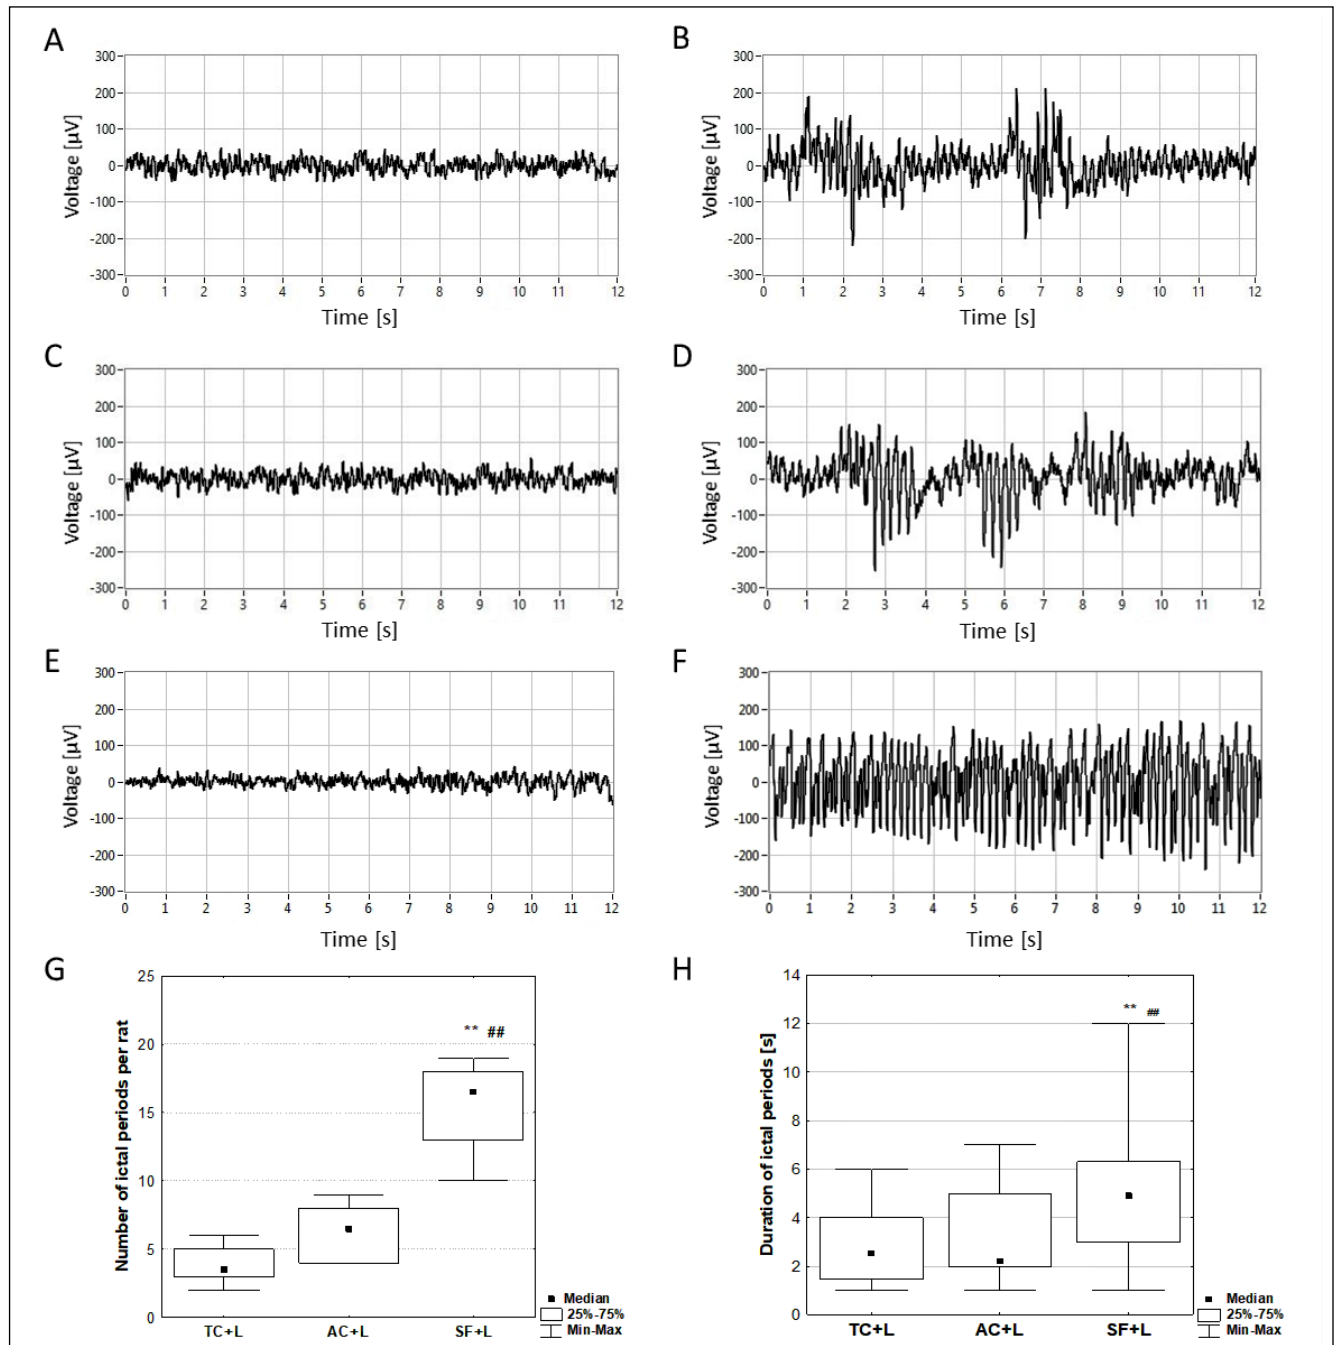 A
300
200
100
0
-100
-200
-300
Voltage [µV]
0 1 2 3 4 5 6 7 8 9 10 11 12
Time [s]
B
300
200
100
0
-100
-200
-300
Voltage [µV]
0 1 2 3 4 5 6 7 8 9 10 11 12
Time [s]
C
300
200
100
0
-100
-200
-300
Voltage [µV]
0 1 2 3 4 5 6 7 8 9 10 11 12
Time [s]
D
300
200
100
0
-100
-200
-300
Voltage [µV]
0 1 2 3 4 5 6 7 8 9 10 11 12
Time [s]
E
300
200
100
0
-100
-200
-300
Voltage [µV]
0 1 2 3 4 5 6 7 8 9 10 11 12
Time [s]
F
300
200
100
0
-100
-200
-300
Voltage [µV]
0 1 2 3 4 5 6 7 8 9 10 11 12
Time [s]
G
25
20
15
10
5
0
Number of ictal periods per rat
** ##
TC+L AC+L SF+L
Median
25%-75%
Min-Max
H
14
12
10
8
6
4
2
0
Duration of ictal periods [s]
** ##
TC+L AC+L SF+L
Median
25%-75%
Min-Max